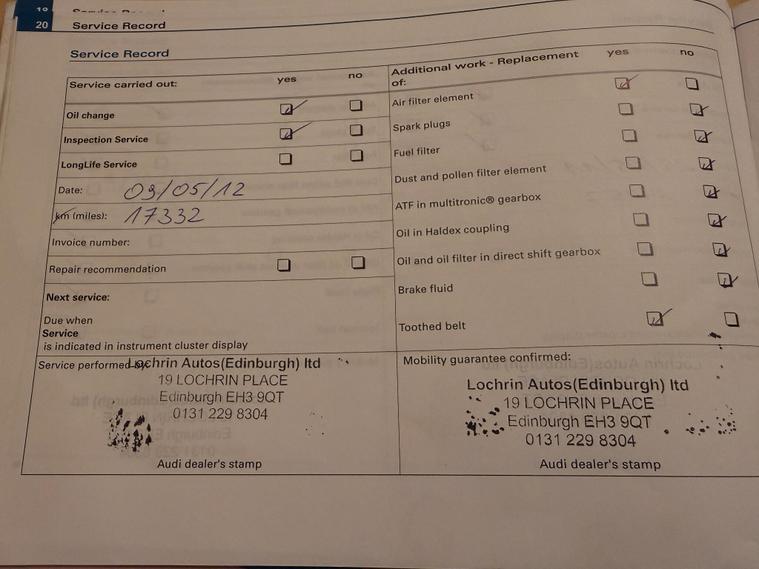 20 Service Record
Service Record
Service carried out: yes no
Oil change
Inspection Service
LongLife Service
Date: 03/05/12
km (miles): 17332
Invoice number:
Repair recommendation
Next service:
Due when
Service
is indicated in instrument cluster display
Additional work - Replacement of: yes no
Air filter element
Spark plugs
Fuel filter
Dust and pollen filter element
ATF in multitronic® gearbox
Oil in Haldex coupling
Oil and oil filter in direct shift gearbox
Brake fluid
Toothed belt
Service performed by:
Lochrin Autos(Edinburgh) ltd
19 LOCHRIN PLACE
Edinburgh EH3 9QT
0131 229 8304
Audi dealer's stamp
Mobility guarantee confirmed:
Lochrin Autos(Edinburgh) ltd
19 LOCHRIN PLACE
Edinburgh EH3 9QT
0131 229 8304
Audi dealer's stamp